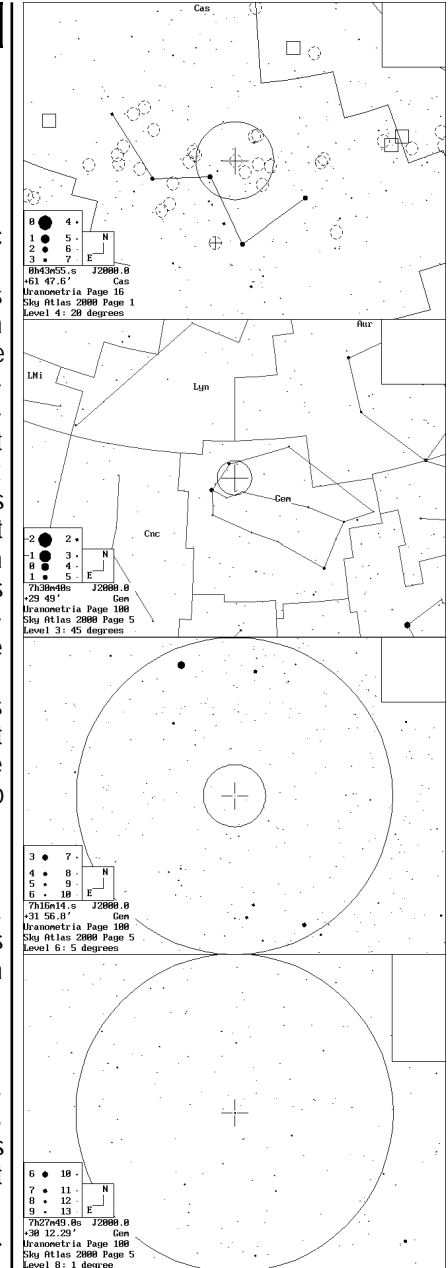 Cas
0 4
1 5
2 6 N
3 7 E
0h43m55.s J2000.0
+61 47.6' Cas
Uranometria Page 16
Sky Atlas 2000 Page 1
Level 4: 20 degrees
Aur
LMi
Lyn
Gem
Cnc
-2 2
-1 3 N
0 4
1 5 E
7h30m40s J2000.0
+29 49' Gem
Uranometria Page 100
Sky Atlas 2000 Page 5
Level 3: 45 degrees
3 7
4 8 N
5 9
6 10 E
7h16m14.s J2000.0
+31 56.8' Gem
Uranometria Page 100
Sky Atlas 2000 Page 5
Level 6: 5 degrees
6 10
7 11 N
8 12
9 13 E
7h27m49.0s J2000.0
+30 12.29' Gem
Uranometria Page 100
Sky Atlas 2000 Page 5
Level 8: 1 degree